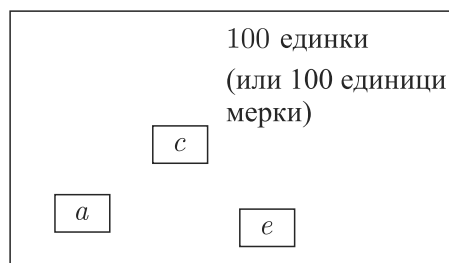 100 единки
(или 100 единици
мерки)
c
a
e